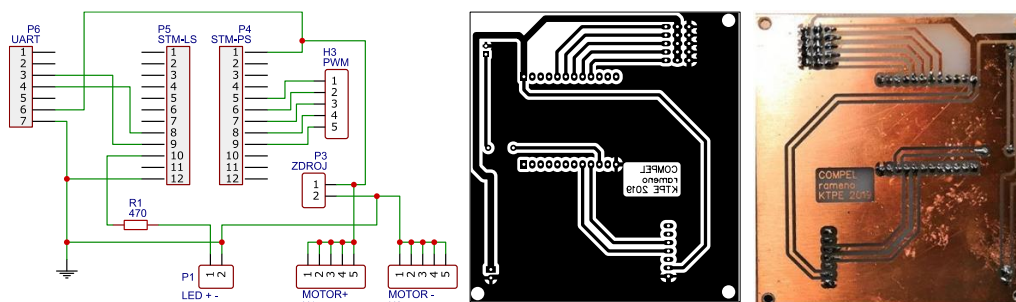 P6
UART
1
2
3
4
5
6
7
P5
STM-LS
1
2
3
4
5
6
7
8
9
10
11
12
P4
STM-PS
1
2
3
4
5
6
7
8
9
10
11
12
H3
PWM
1
2
3
4
5
P3
ZDROJ
1
2
R1
470
P1
1
2
LED + -
1
2
3
4
5
MOTOR+
1
2
3
4
5
MOTOR -
COMPEL
rameno
KTPE 2019
COMPEL
rameno
KTPE 2019